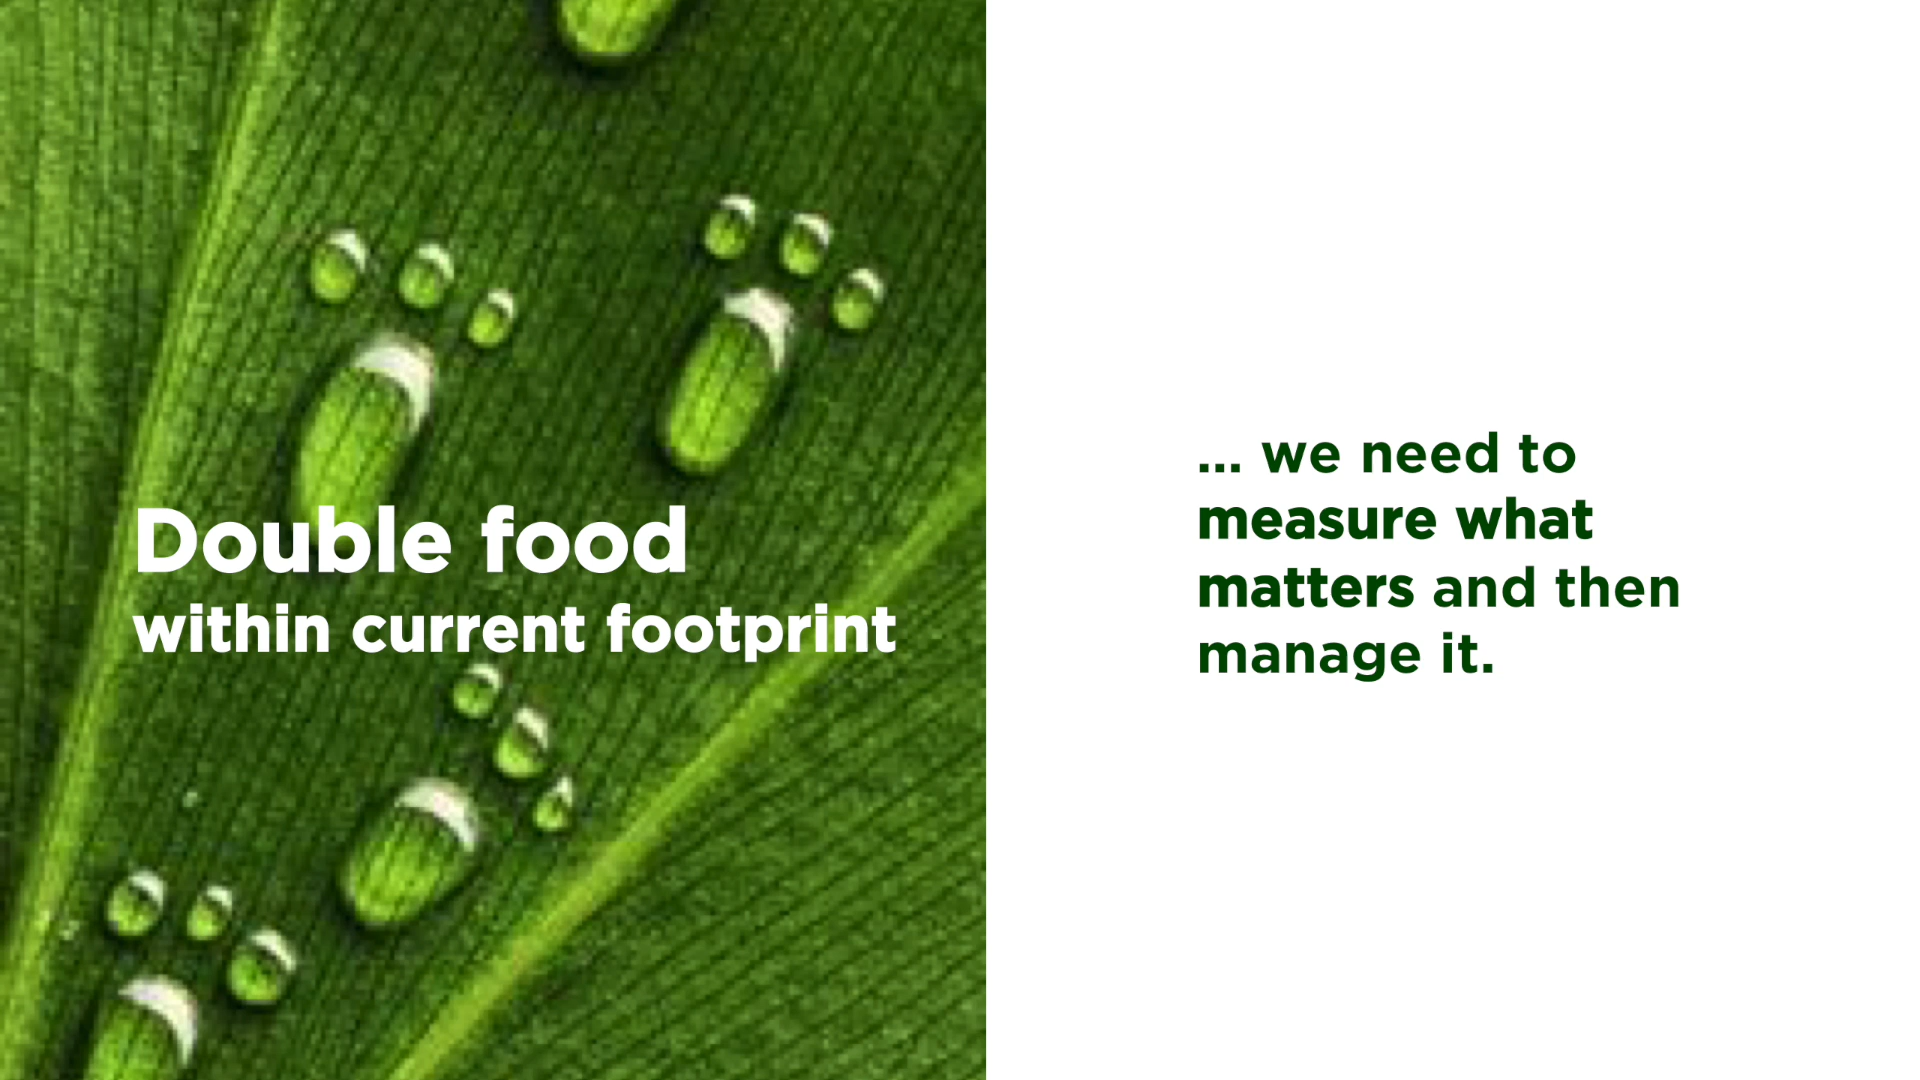 Double food
within current footprint
... we need to
measure what
matters and then
manage it.